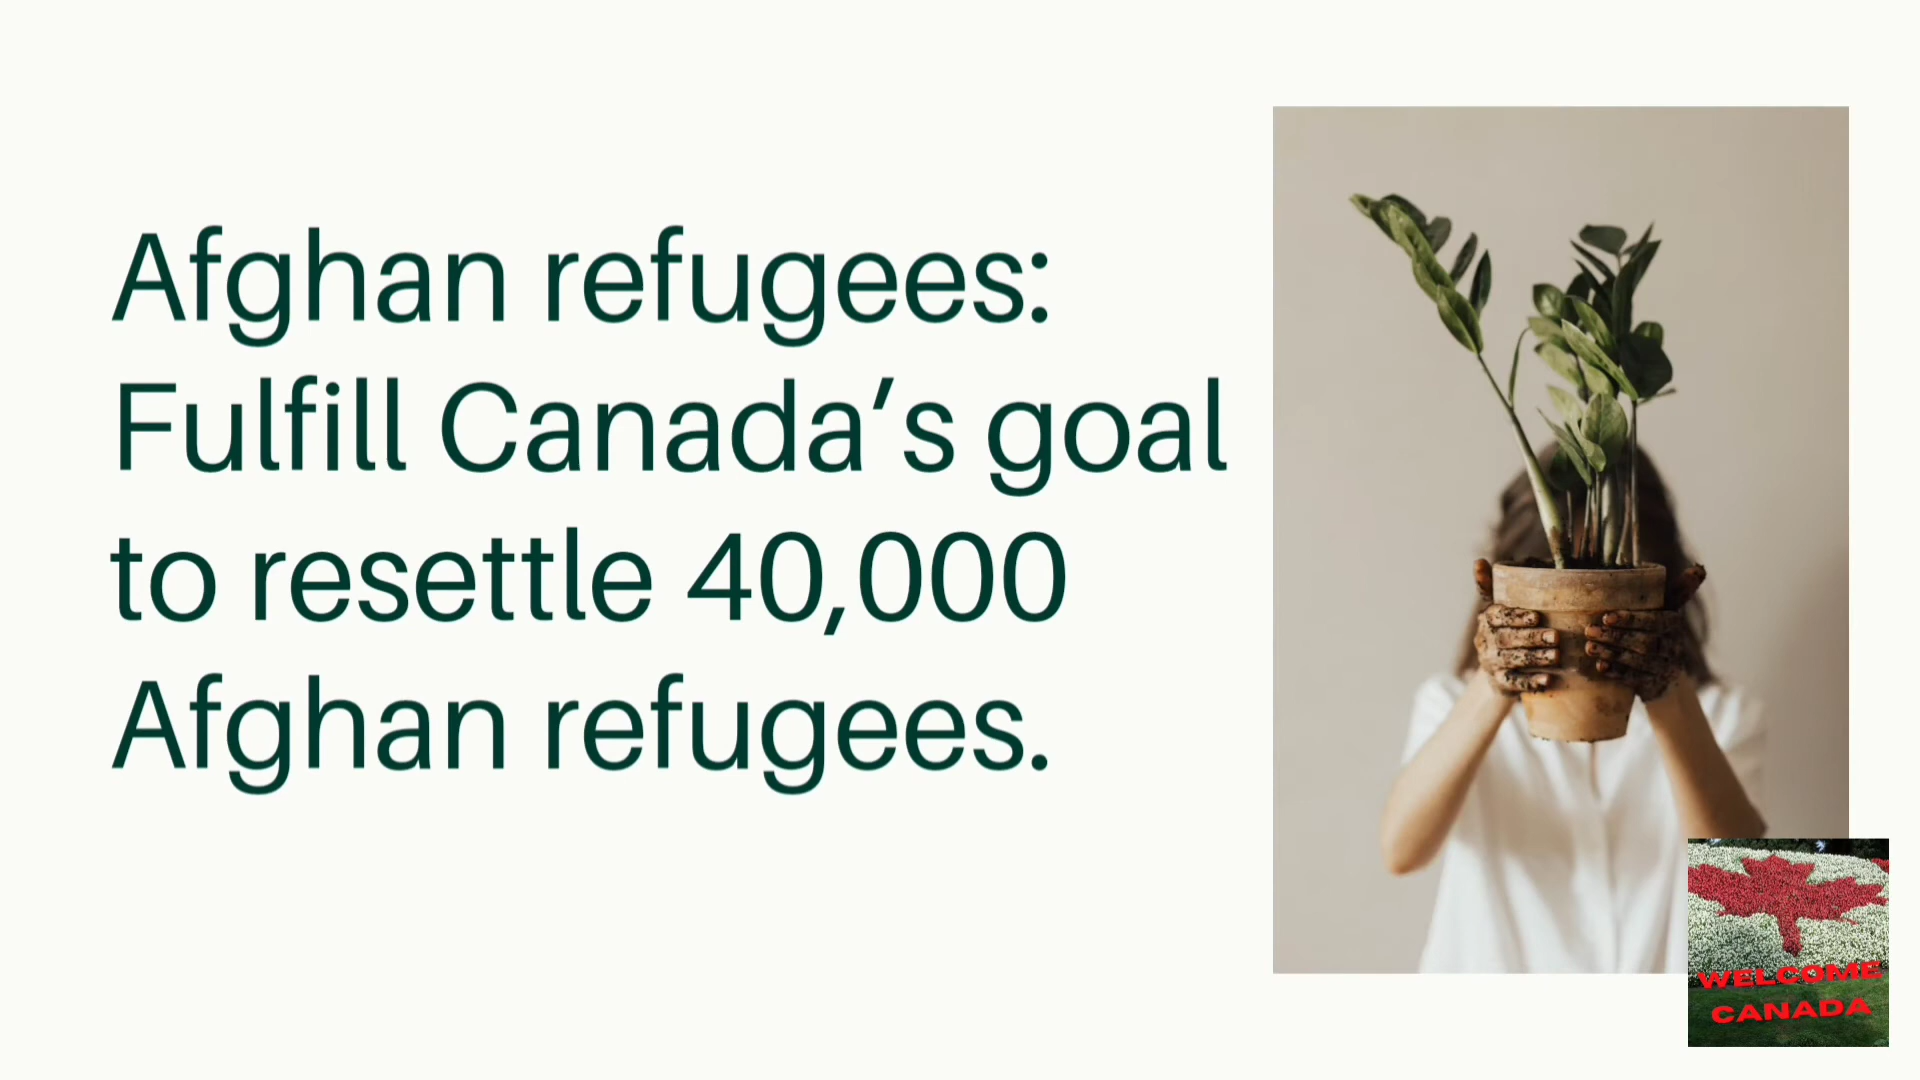 Afghan refugees:
Fulfill Canada’s goal
to resettle 40,000
Afghan refugees.
WELCOME
CANADA